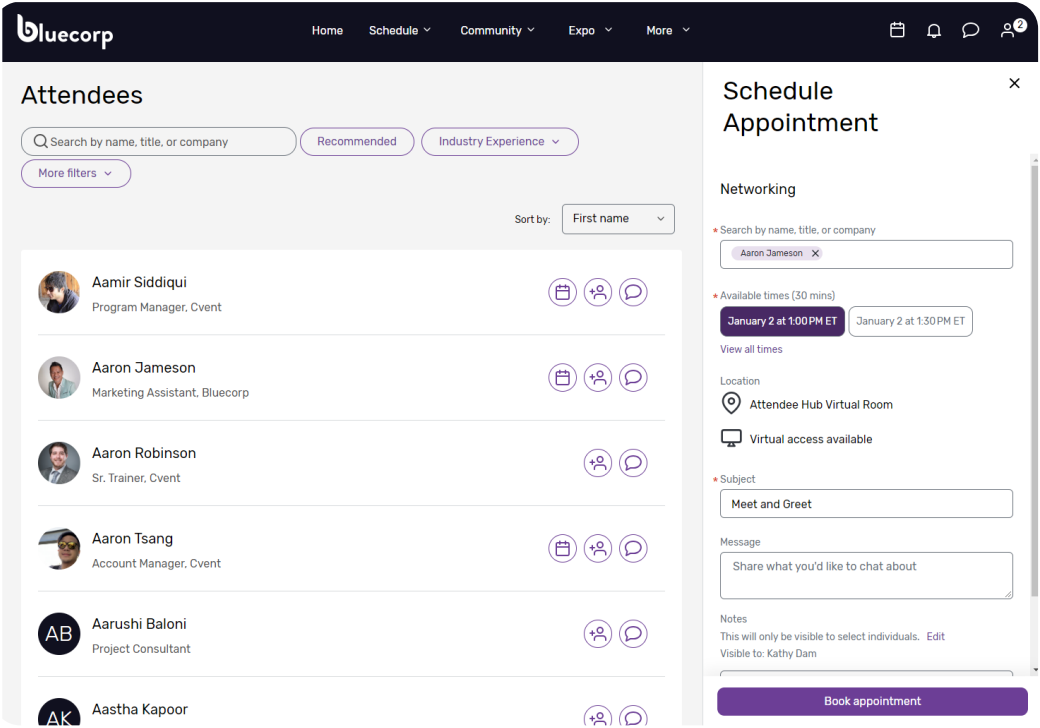 bluecorp
Home Schedule Community Expo More 2
Attendees
Search by name, title, or company Recommended Industry Experience
More filters
Sort by: First name
Aamir Siddiqui
Program Manager, Cvent
Aaron Jameson
Marketing Assistant, Bluecorp
Aaron Robinson
Sr. Trainer, Cvent
Aaron Tsang
Account Manager, Cvent
AB
Aarushi Baloni
Project Consultant
AK
Aastha Kapoor
Schedule
Appointment
Networking
* Search by name, title, or company
Aaron Jameson X
* Available times (30 mins)
January 2 at 1:00 PM ET January 2 at 1:30 PM ET
View all times
Location
Attendee Hub Virtual Room
Virtual access available
* Subject
Meet and Greet
Message
Share what you'd like to chat about
Notes
This will only be visible to select individuals. Edit
Visible to: Kathy Dam
Book appointment